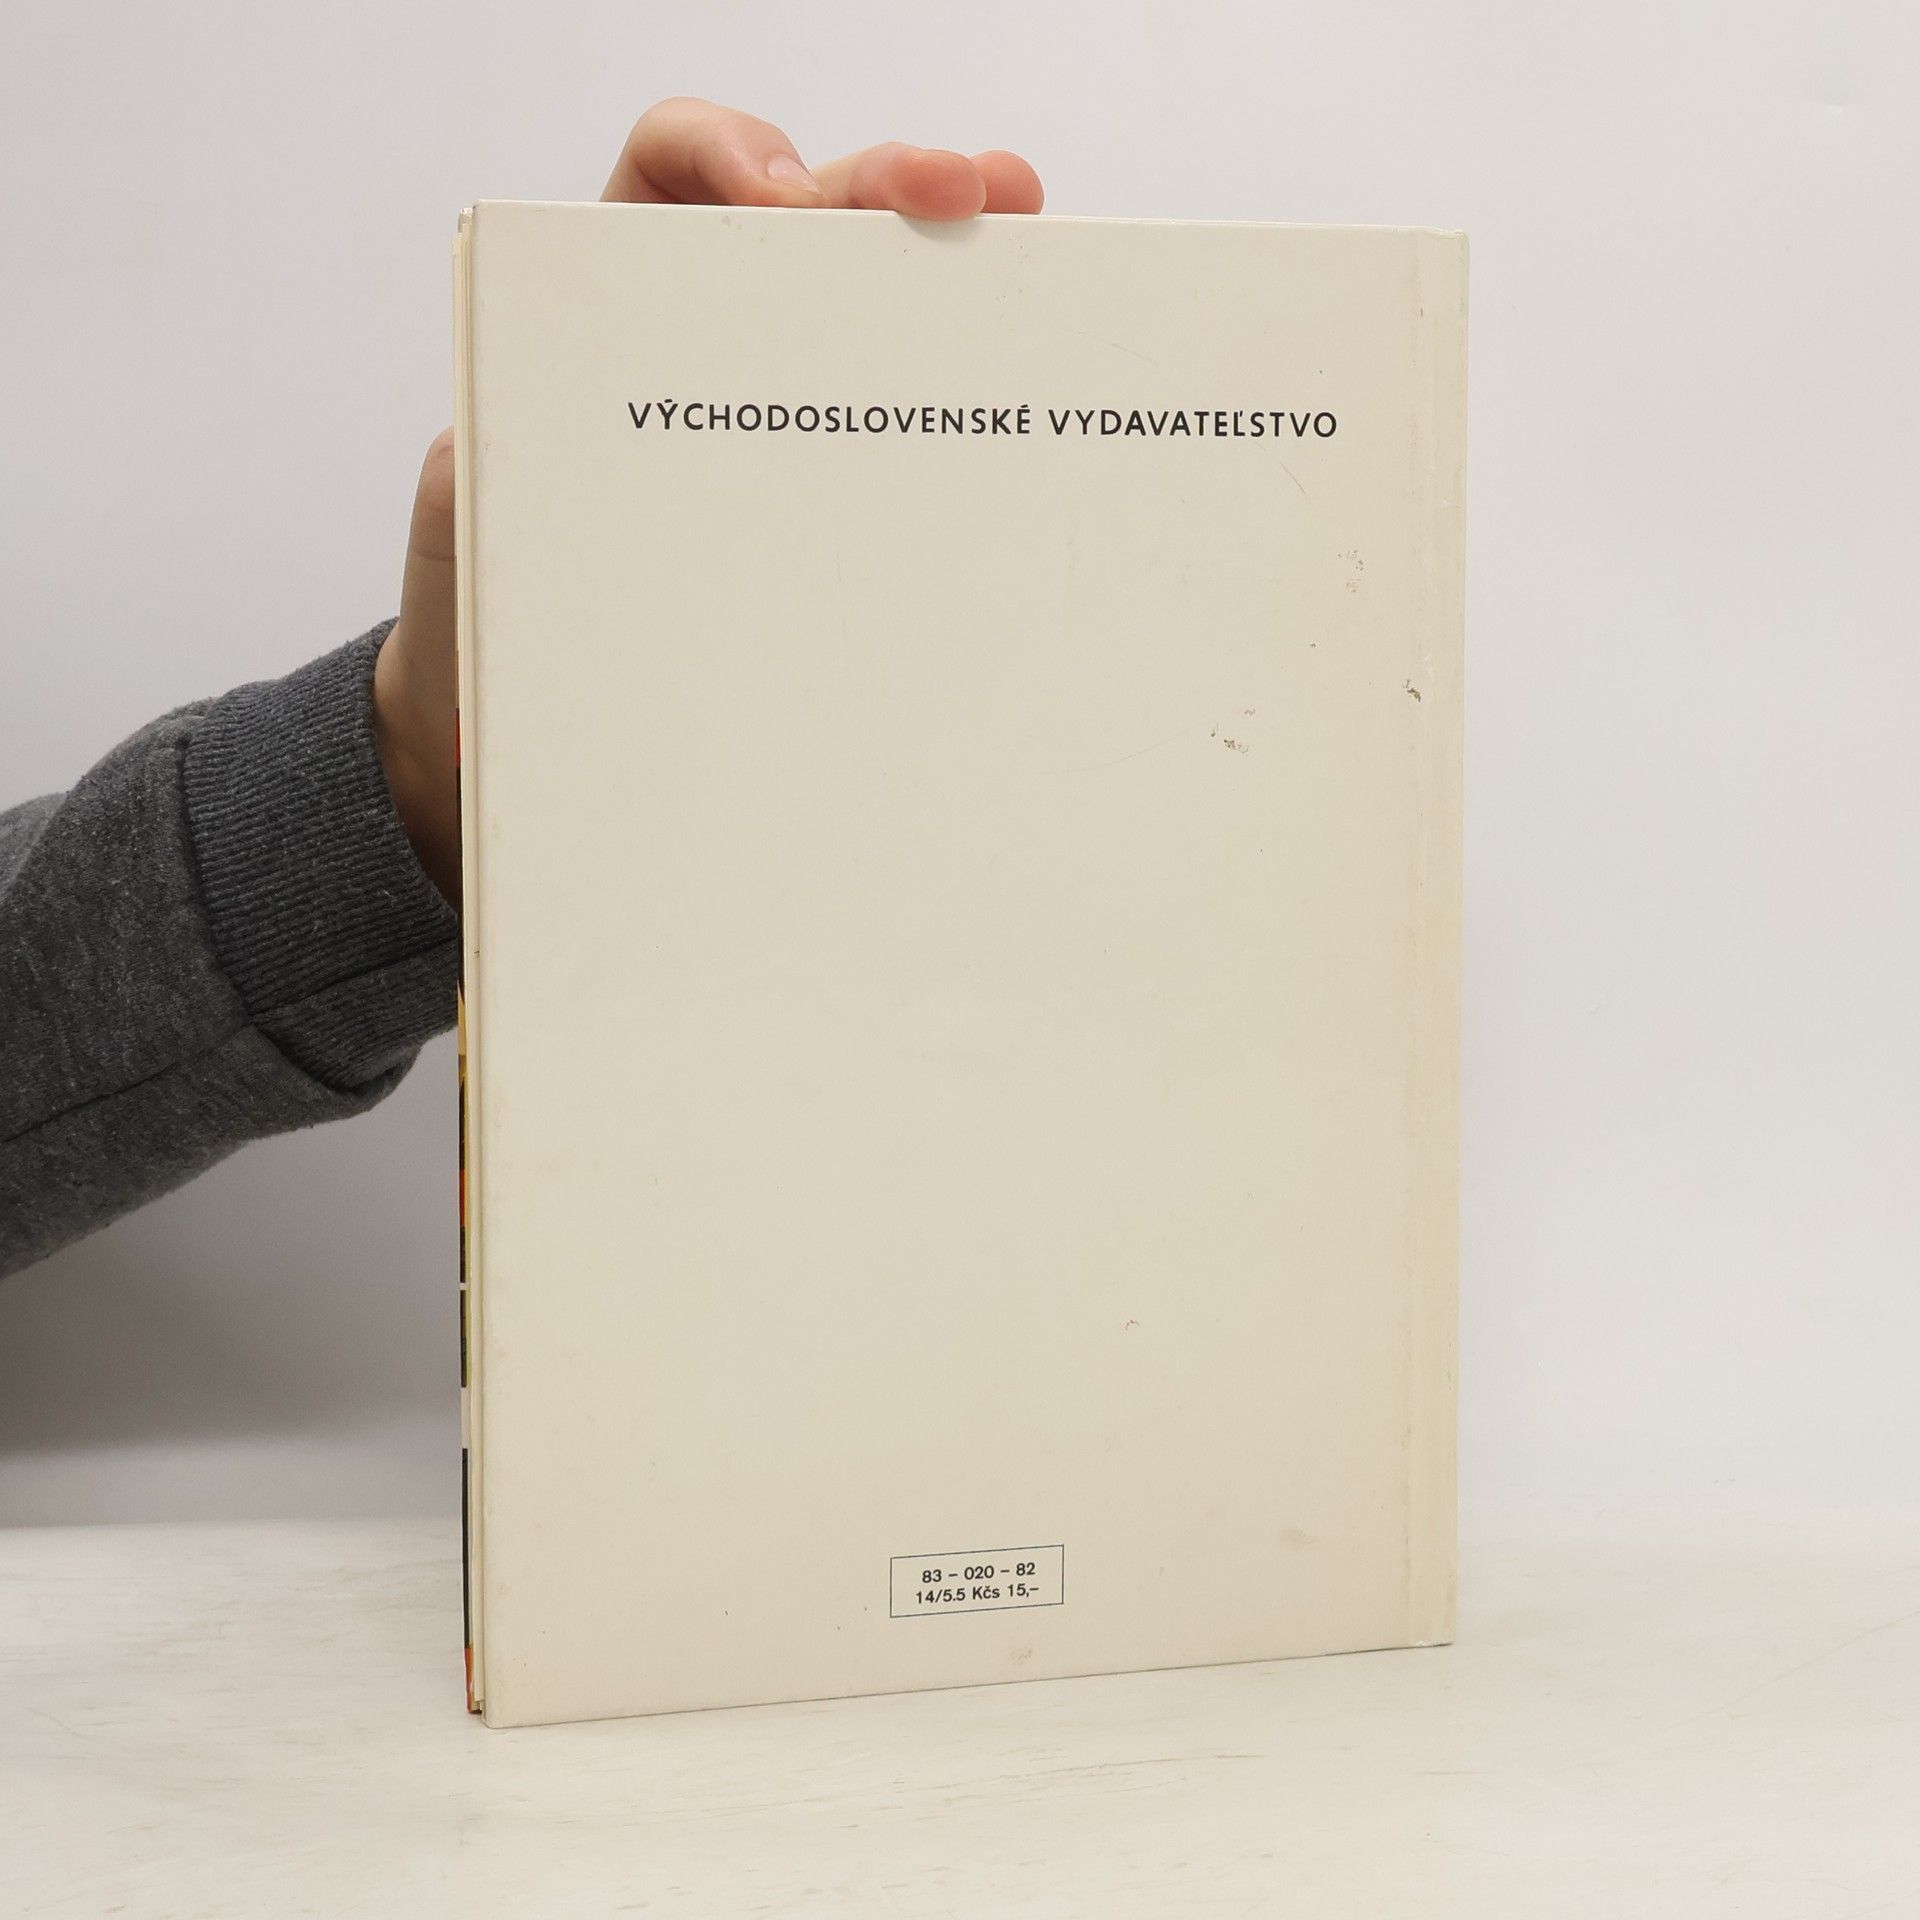 VÝCHODOSLOVENSKÉ VYDAVATEĽSTVO
83 – 020 – 82
14/5.5 Kčs 15,–